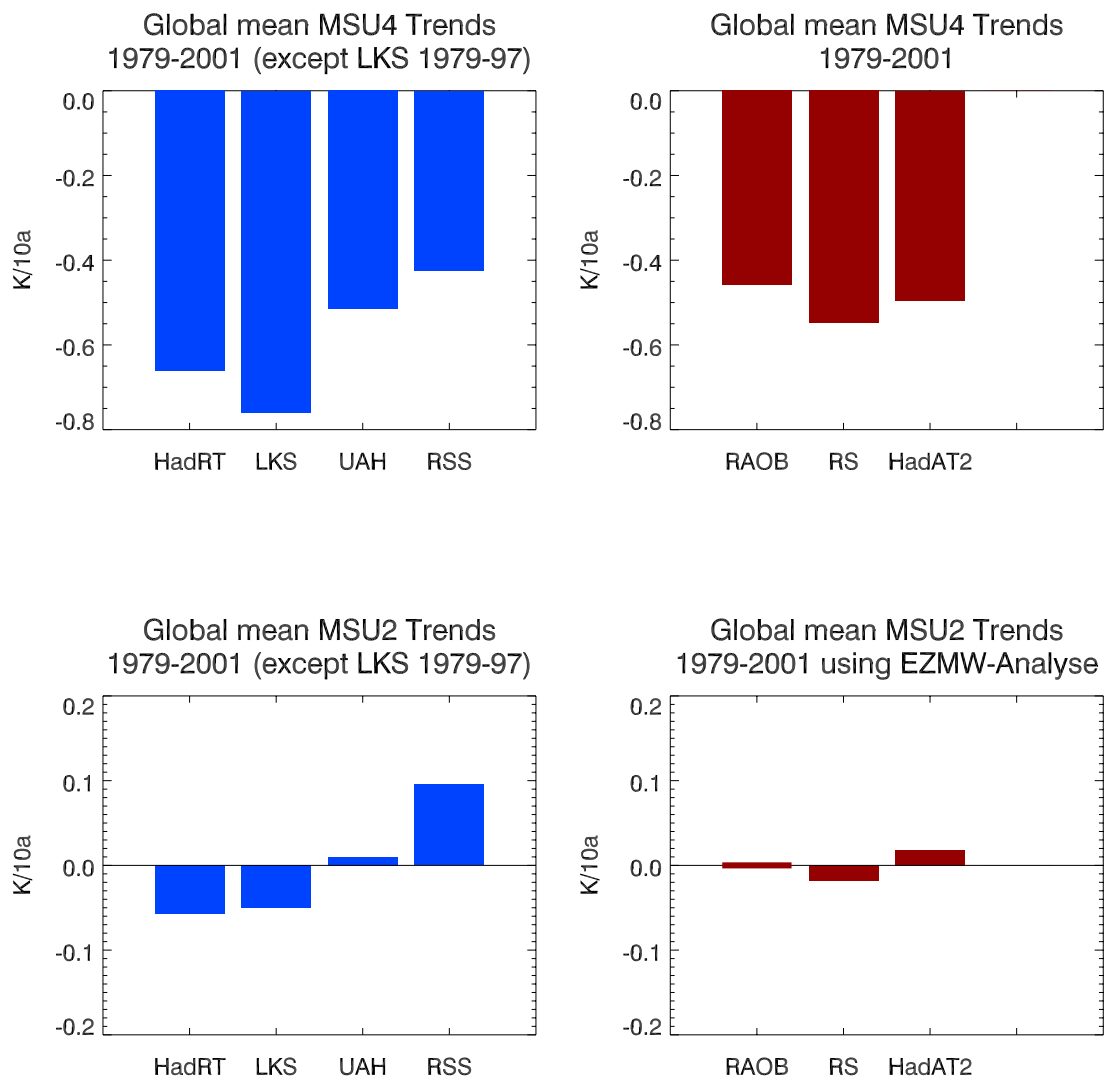 Global mean MSU4 Trends
1979-2001 (except LKS 1979-97)
0.0
-0.2
-0.4
-0.6
-0.8
K/10a
HadRT LKS UAH RSS
Global mean MSU4 Trends
1979-2001
0.0
-0.2
-0.4
-0.6
-0.8
K/10a
RAOB RS HadAT2
Global mean MSU2 Trends
1979-2001 (except LKS 1979-97)
0.2
0.1
0.0
-0.1
-0.2
K/10a
HadRT LKS UAH RSS
Global mean MSU2 Trends
1979-2001 using EZMW-Analyse
0.2
0.1
0.0
-0.1
-0.2
K/10a
RAOB RS HadAT2